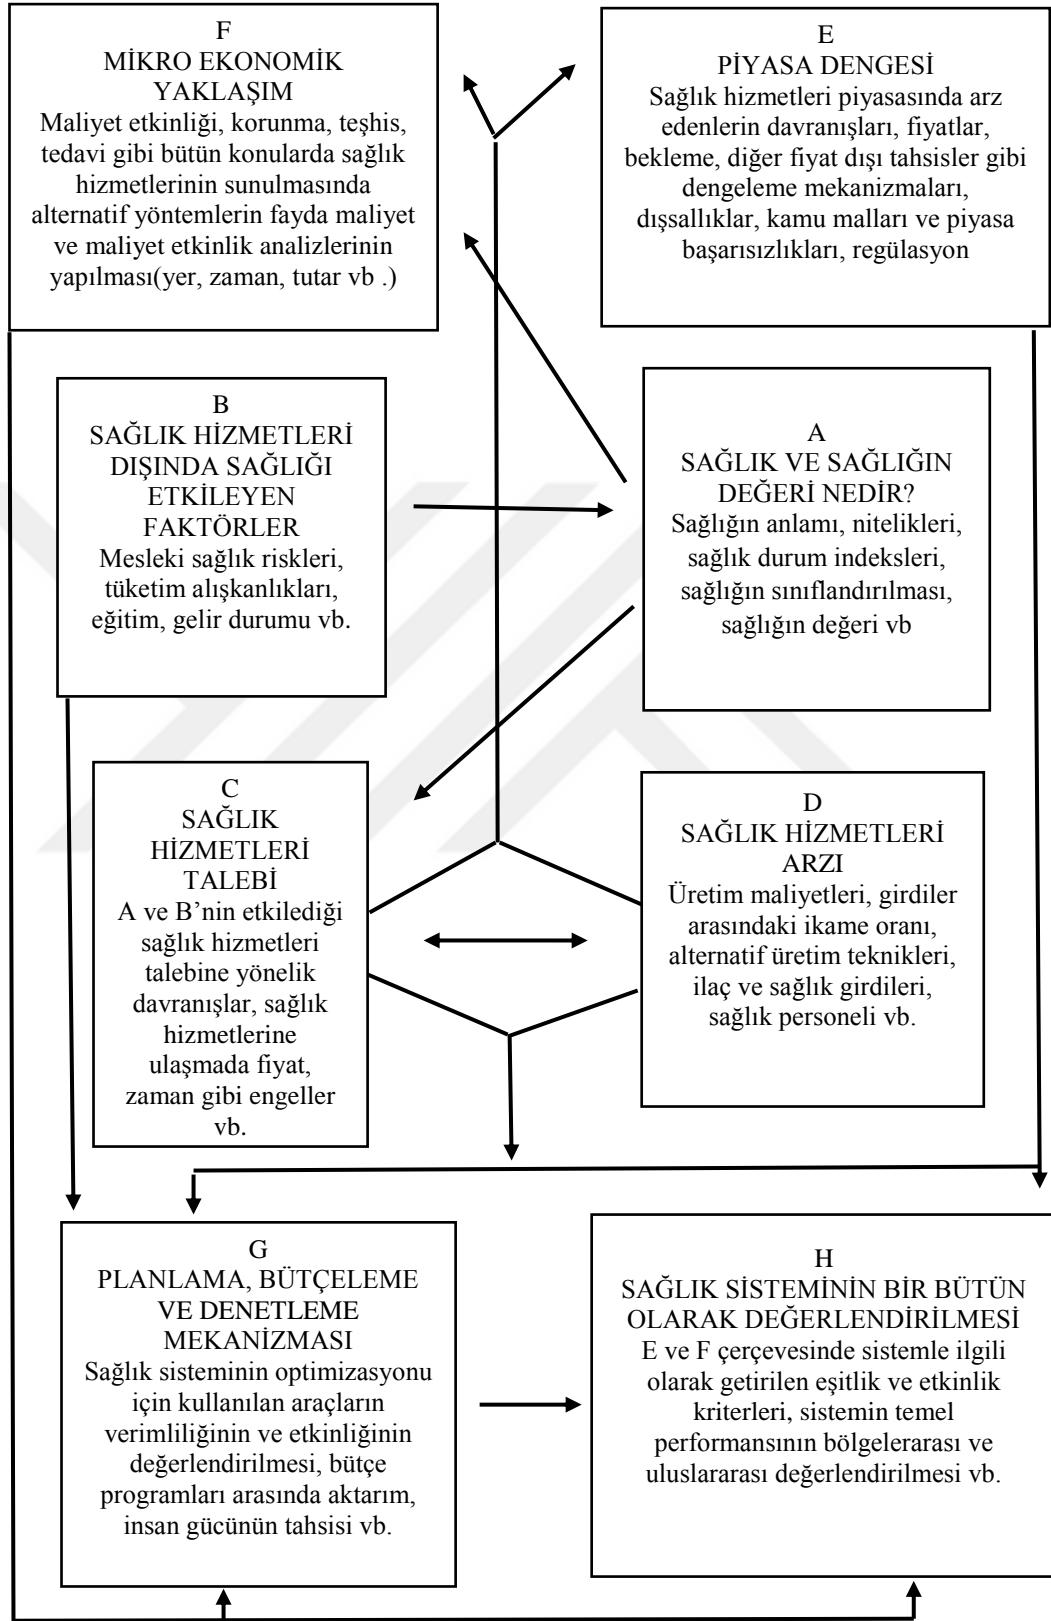 F
MİKRO EKONOMİK
YAKLAŞIM
Maliyet etkinliği, korunma, teşhis,
tedavi gibi bütün konularda sağlık
hizmetlerinin sunulmasında
alternatif yöntemlerin fayda maliyet
ve maliyet etkinlik analizlerinin
yapılması(yer, zaman, tutar vb .)
E
PİYASA DENGESİ
Sağlık hizmetleri piyasasında arz
edenlerin davranışları, fiyatlar,
bekleme, diğer fiyat dışı tahsisler gibi
dengeleme mekanizmaları,
dışsallıklar, kamu malları ve piyasa
başarısızlıkları, regülasyon
B
SAĞLIK HİZMETLERİ
DIŞINDA SAĞLIĞI
ETKİLEYEN
FAKTÖRLER
Mesleki sağlık riskleri,
tüketim alışkanlıkları,
eğitim, gelir durumu vb.
A
SAĞLIK VE SAĞLIĞIN
DEĞERİ NEDİR?
Sağlığın anlamı, nitelikleri,
sağlık durum indeksleri,
sağlığın sınıflandırılması,
sağlığın değeri vb
C
SAĞLIK
HİZMETLERİ
TALEBİ
A ve B’nin etkilediği
sağlık hizmetleri
talebine yönelik
davranışlar, sağlık
hizmetlerine
ulaşmada fiyat,
zaman gibi engeller
vb.
D
SAĞLIK HİZMETLERİ
ARZI
Üretim maliyetleri, girdiler
arasındaki ikame oranı,
alternatif üretim teknikleri,
ilaç ve sağlık girdileri,
sağlık personeli vb.
G
PLANLAMA, BÜTÇELEME
VE DENETLEME
MEKANİZMASI
Sağlık sisteminin optimizasyonu
için kullanılan araçların
verimliliğinin ve etkinliğinin
değerlendirilmesi, bütçe
programları arasında aktarım,
insan gücünün tahsisi vb.
H
SAĞLIK SİSTEMİNİN BİR BÜTÜN
OLARAK DEĞERLENDİRİLMESİ
E ve F çerçevesinde sistemle ilgili
olarak getirilen eşitlik ve etkinlik
kriterleri, sistemin temel
performansının bölgelerarası ve
uluslararası değerlendirilmesi vb.